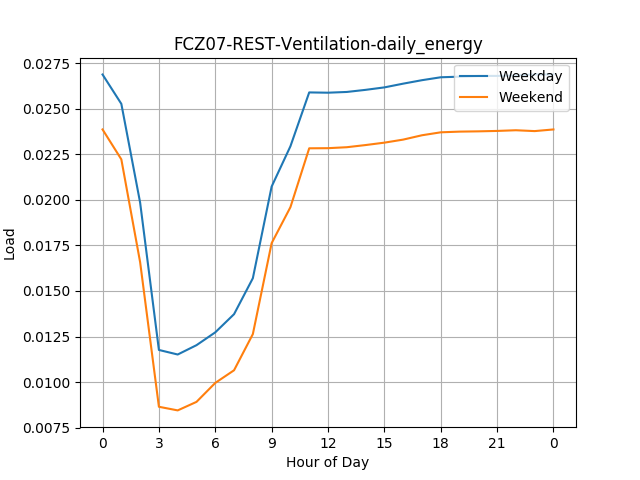 FCZ07-REST-Ventilation-daily_energy
Weekday
Weekend
0.0275
0.0250
0.0225
0.0200
0.0175
0.0150
0.0125
0.0100
0.0075
Load
0 3 6 9 12 15 18 21 0
Hour of Day